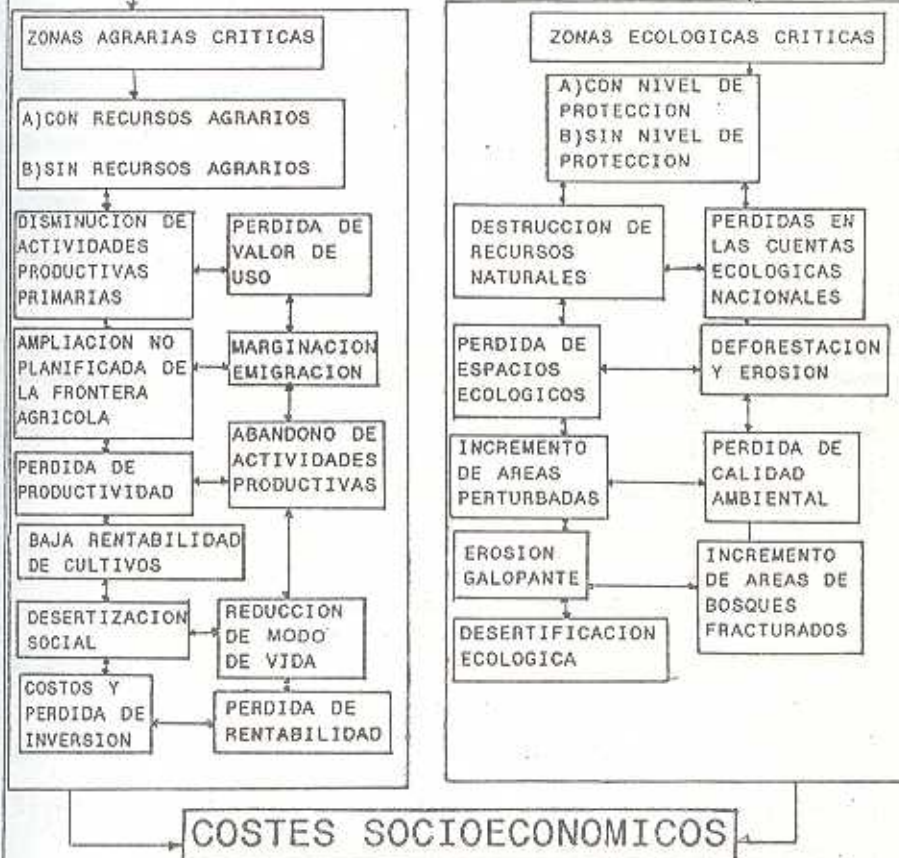 ZONAS AGRARIAS CRITICAS
A)CON RECURSOS AGRARIOS
B)SIN RECURSOS AGRARIOS
DISMINUCION DE
ACTIVIDADES
PRODUCTIVAS
PRIMARIAS
PERDIDA DE
VALOR DE
USO
AMPLIACION NO
PLANIFICADA DE
LA FRONTERA
AGRICOLA
MARGINACION
EMIGRACION
PERDIDA DE
PRODUCTIVIDAD
ABANDONO DE
ACTIVIDADES
PRODUCTIVAS
BAJA RENTABILIDAD
DE CULTIVOS
DESERTIZACION
SOCIAL
REDUCCION
DE MODO
DE VIDA
COSTOS Y
PERDIDA DE
INVERSION
PERDIDA DE
RENTABILIDAD
ZONAS ECOLOGICAS CRITICAS
A)CON NIVEL DE
PROTECCION
B)SIN NIVEL DE
PROTECCION
DESTRUCCION DE
RECURSOS
NATURALES
PERDIDAS EN
LAS CUENTAS
ECOLOGICAS
NACIONALES
PERDIDA DE
ESPACIOS
ECOLOGICOS
DEFORESTACION
Y EROSION
INCREMENTO
DE AREAS
PERTURBADAS
PERDIDA DE
CALIDAD
AMBIENTAL
EROSION
GALOPANTE
INCREMENTO
DE AREAS DE
BOSQUES
FRACTURADOS
DESERTIFICACION
ECOLOGICA
COSTES SOCIOECONOMICOS